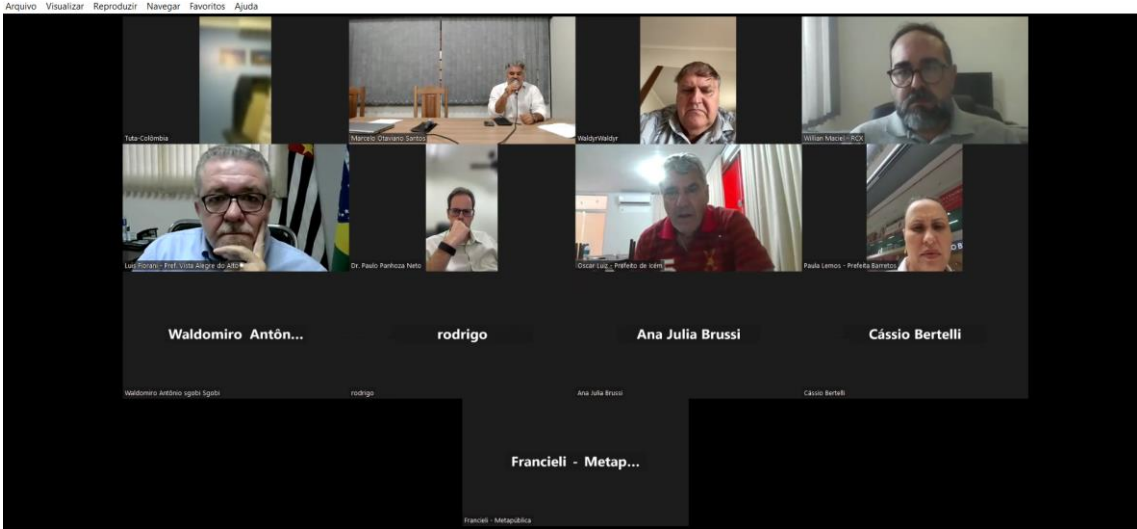 Arquivo Visualizar Reproduzir Navegar Favoritos Ajuda
Tuta-Colômbia
Marcelo Otaviano Santos
WaldyrWaldyr
Willian Maciel - RCX
Luis Fiorani - Pref. Vista Alegre do Alto
Dr. Paulo Panhoza Neto
Oscar Luiz - Prefeito de Icém
Paula Lemos - Prefeita Barretos
Waldomiro Antôn...
rodrigo
Ana Julia Brussi
Cássio Bertelli
Waldomiro Antônio sgobi Sgobi
rodrigo
Ana Julia Brussi
Cássio Bertelli
Francieli - Metap...
Francieli - Metapública